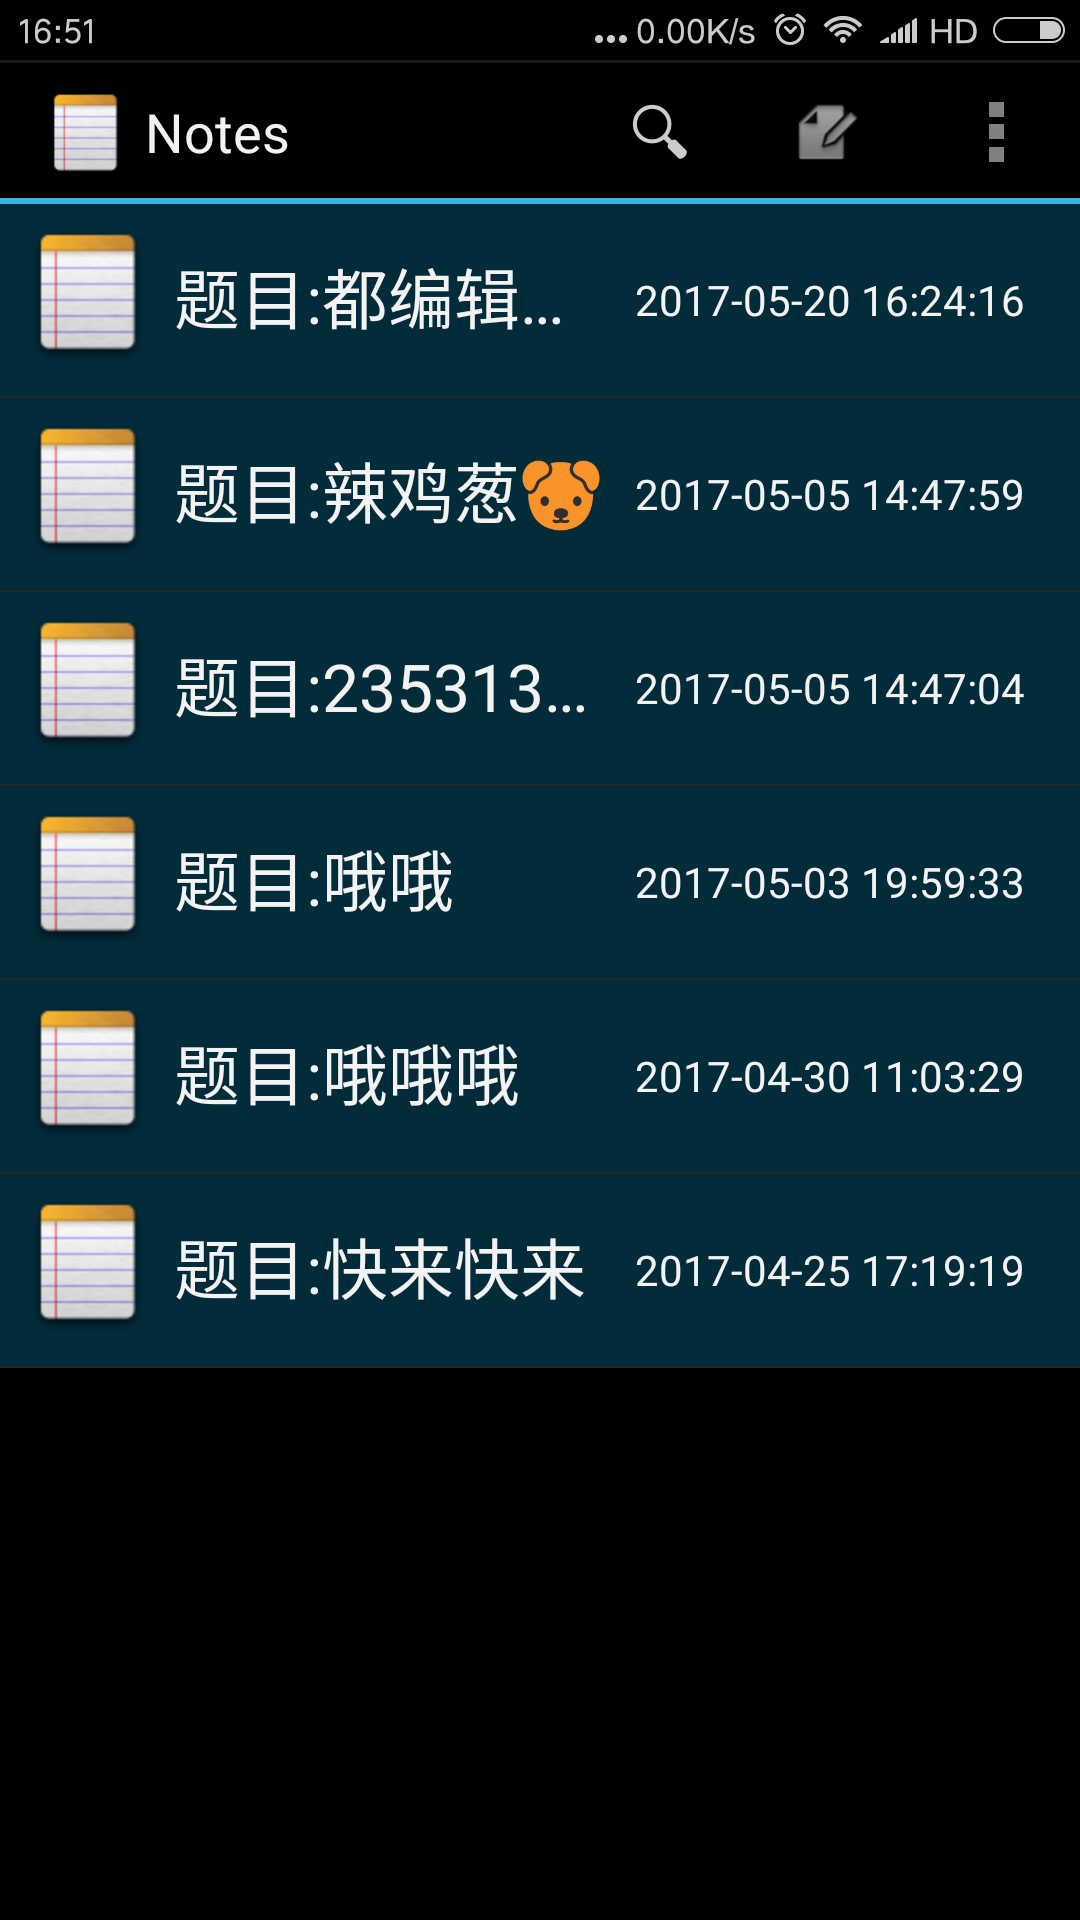 16:51 ... 0.00K/s HD
Notes
题目:都编辑... 2017-05-20 16:24:16
题目:辣鸡葱🐶 2017-05-05 14:47:59
题目:235313... 2017-05-05 14:47:04
题目:哦哦 2017-05-03 19:59:33
题目:哦哦哦 2017-04-30 11:03:29
题目:快来快来 2017-04-25 17:19:19